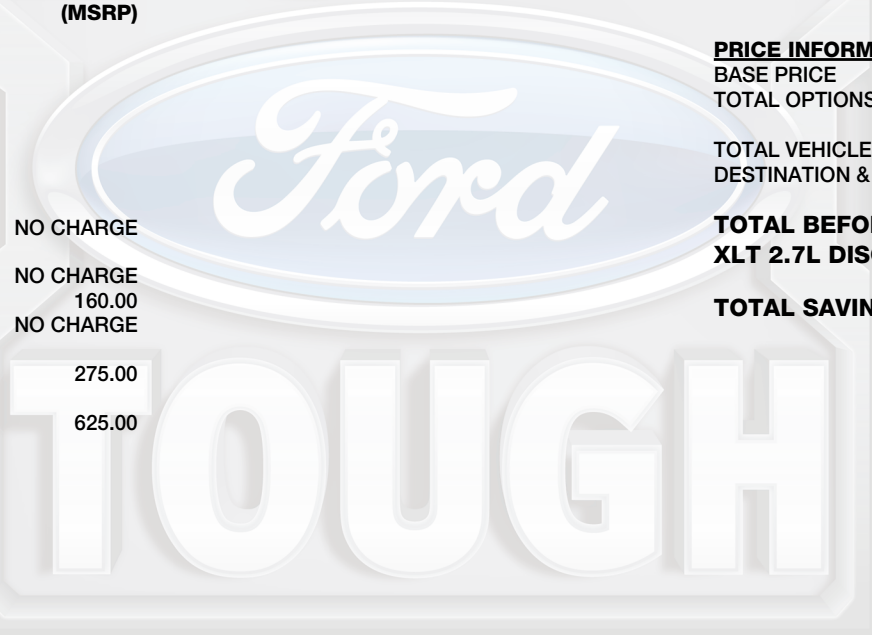 (MSRP)
NO CHARGE
NO CHARGE
160.00
NO CHARGE
275.00
625.00
PRICE INFORM
BASE PRICE
TOTAL OPTIONS
TOTAL VEHICLE
DESTINATION &
TOTAL BEFO
XLT 2.7L DIS
TOTAL SAVIN
Ford
TOUGH